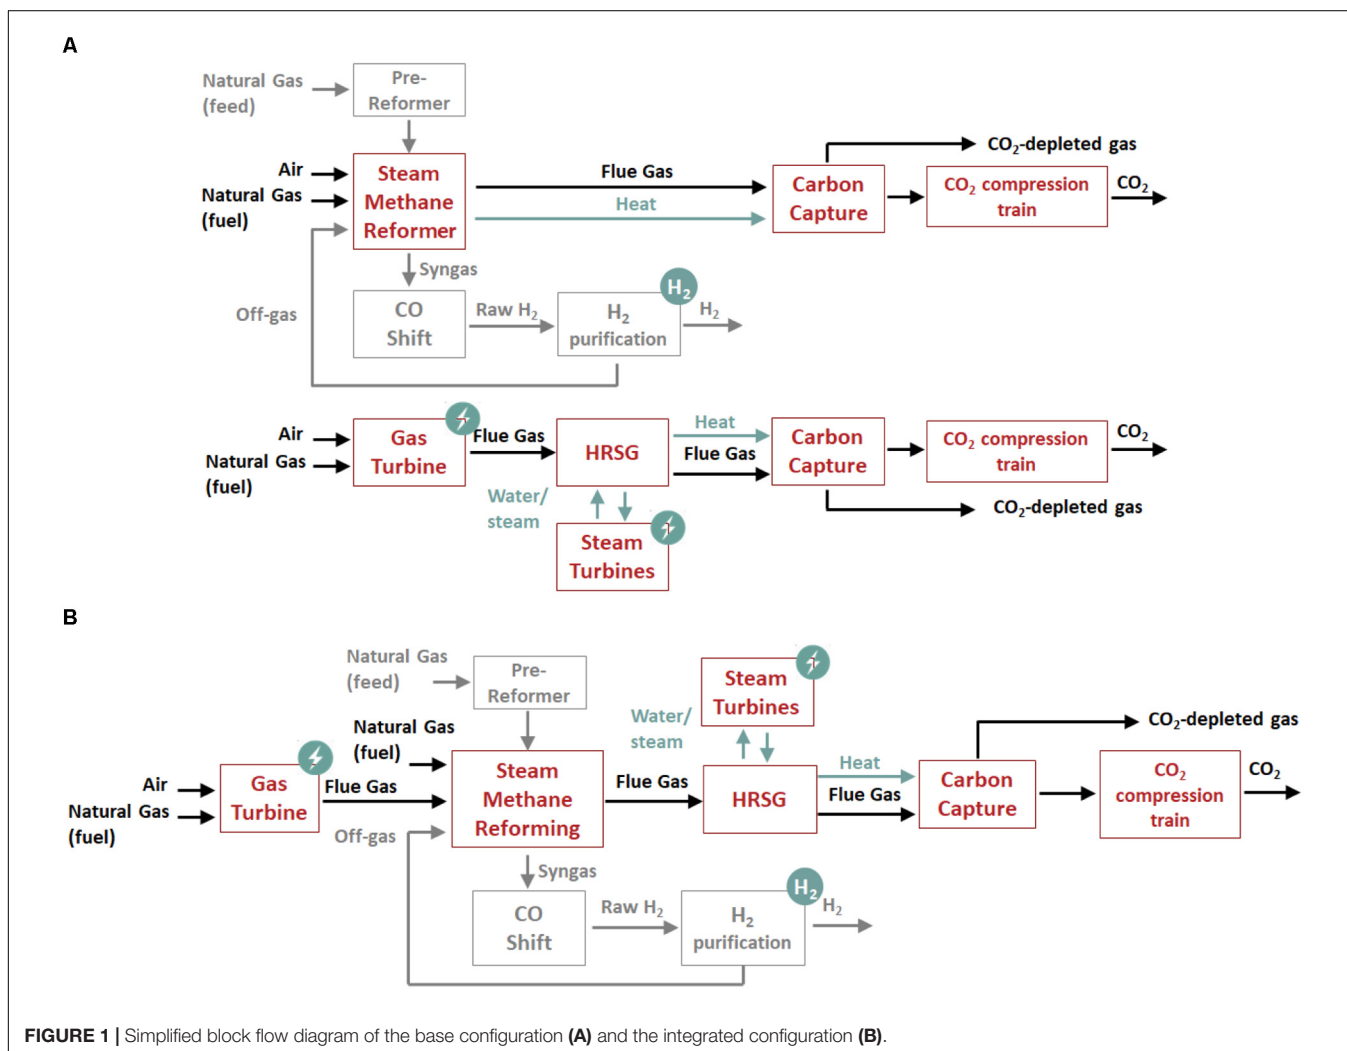 A
Natural Gas
(feed)
Pre-
Reformer
Air
Natural Gas
(fuel)
Steam
Methane
Reformer
Flue Gas
Heat
Carbon
Capture
CO₂-depleted gas
CO₂ compression
train
CO₂
Syngas
Off-gas
CO
Shift
Raw H₂
H₂
purification
H₂
H₂
Air
Natural Gas
(fuel)
Gas
Turbine
Flue Gas
HRSG
Heat
Flue Gas
Carbon
Capture
CO₂ compression
train
CO₂
CO₂-depleted gas
Water/
steam
Steam
Turbines
B
Natural Gas
(feed)
Pre-
Reformer
Natural Gas
(fuel)
Air
Natural Gas
(fuel)
Gas
Turbine
Flue Gas
Off-gas
Steam
Methane
Reforming
Flue Gas
Water/
steam
Steam
Turbines
HRSG
Heat
Flue Gas
Carbon
Capture
CO₂-depleted gas
CO₂
compression
train
CO₂
Syngas
CO
Shift
Raw H₂
H₂
purification
H₂
H₂
FIGURE 1 | Simplified block flow diagram of the base configuration (A) and the integrated configuration (B).